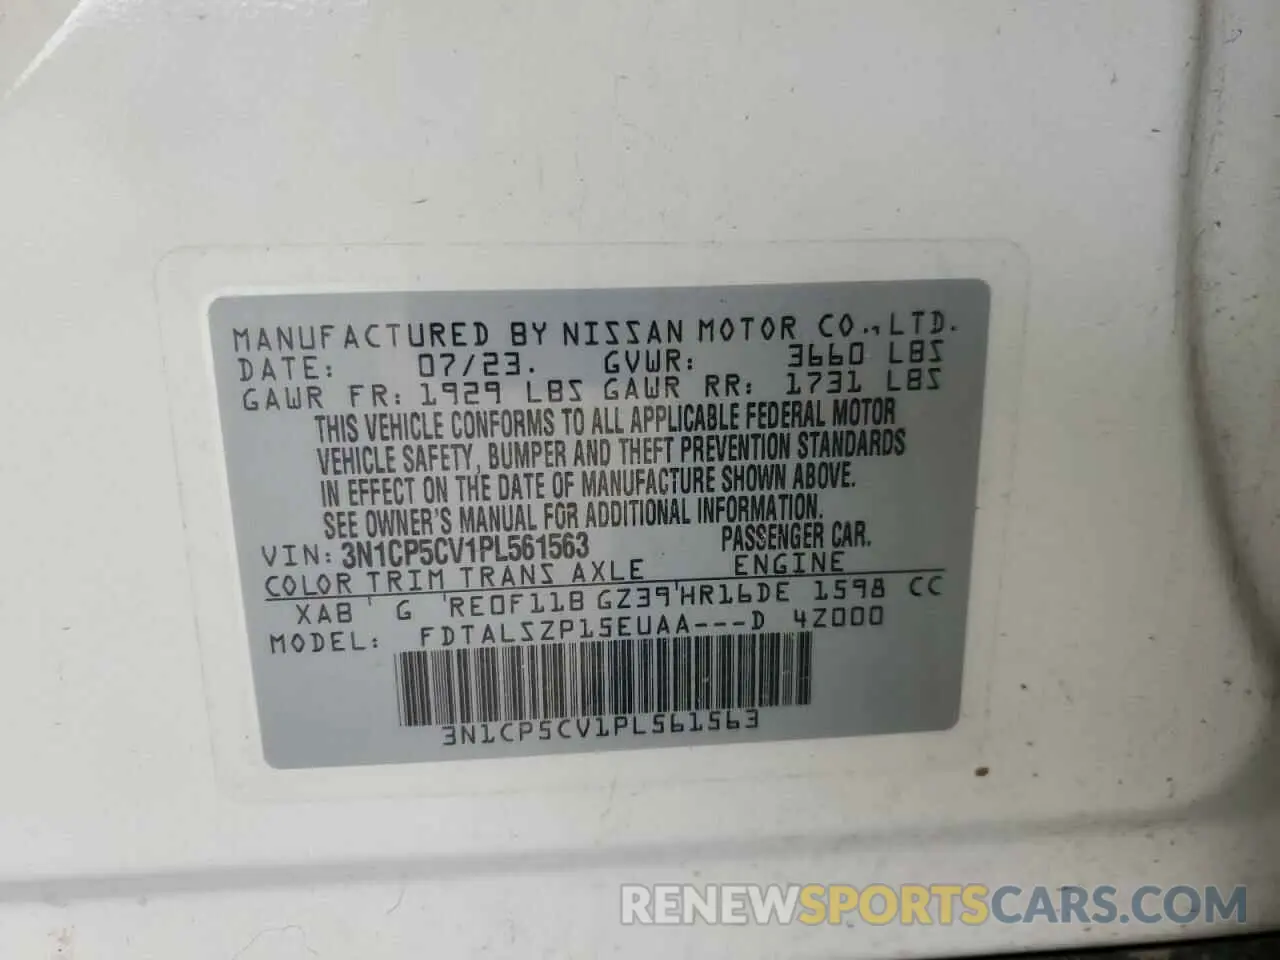 MANUFACTURED BY NISSAN MOTOR CO.,LTD.
DATE: 07/23. GVWR: 3660 LBS
GAWR FR: 1929 LBS GAWR RR: 1731 LBS
THIS VEHICLE CONFORMS TO ALL APPLICABLE FEDERAL MOTOR
VEHICLE SAFETY, BUMPER AND THEFT PREVENTION STANDARDS
IN EFFECT ON THE DATE OF MANUFACTURE SHOWN ABOVE.
SEE OWNER'S MANUAL FOR ADDITIONAL INFORMATION.
VIN: 3N1CP5CV1PL561563 PASSENGER CAR.
COLOR TRIM TRANS AXLE ENGINE
XAB G RE0F11B GZ39 HR16DE 1598 CC
MODEL: FDTALSZP15EUAA---D 4Z000
3N1CP5CV1PL561563
RENEWSPORTSCARS.COM